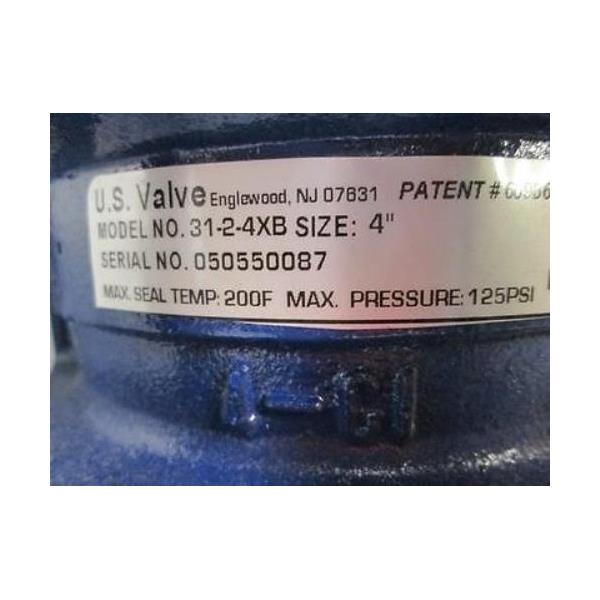 U.S. Valve Englewood, NJ 07631 PATENT #
MODEL NO. 31-2-4XB SIZE: 4"
SERIAL NO. 050550087
MAX. SEAL TEMP: 200F MAX. PRESSURE: 125PSI